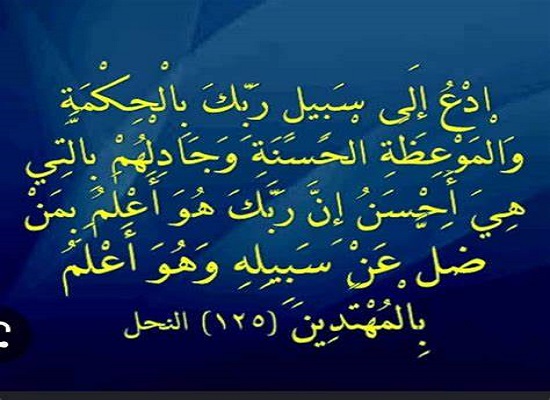 ادْعُ إِلَى سَبِيلِ رَبِّكَ بِالْحِكْمَةِ
وَالْمَوْعِظَةِ الْحَسَنَةِ وَجَادِلْهُمْ بِالَّتِي
هِيَ أَحْسَنُ إِنَّ رَبَّكَ هُوَ أَعْلَمُ بِمَنْ
ضَلَّ عَنْ سَبِيلِهِ وَهُوَ أَعْلَمُ
بِالْمُهْتَدِينَ (١٢٥) النحل